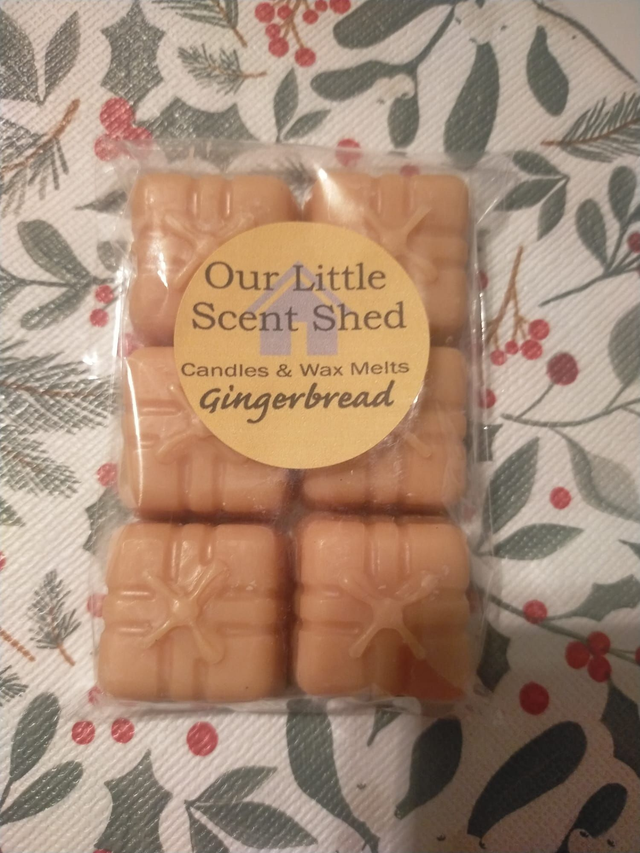 Our Little
Scent Shed
Candles & Wax Melts
Gingerbread